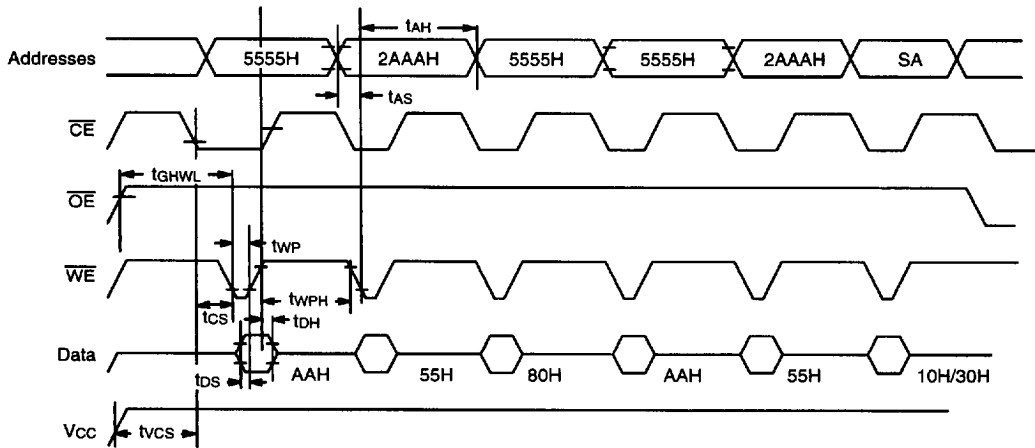 tAH
Addresses 5555H 2AAAH 5555H 5555H 2AAAH SA
tAS
CE
tGHWL
OE
tWP
WE
tWPH
tCS
tDH
Data
tDS AAH 55H 80H AAH 55H 10H/30H
VCC tVCS